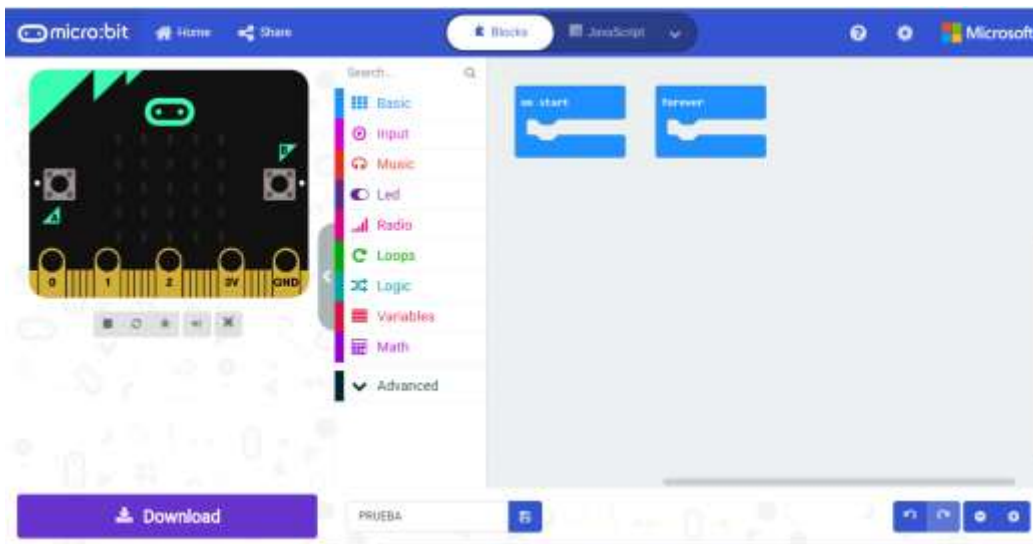 micro:bit Home Share Blocks JavaScript Microsoft
Search...
Basic
Input
Music
Led
Radio
Loops
Logic
Variables
Math
Advanced
on start forever
B
A
0 1 2 3V GND
Download PRUEBA